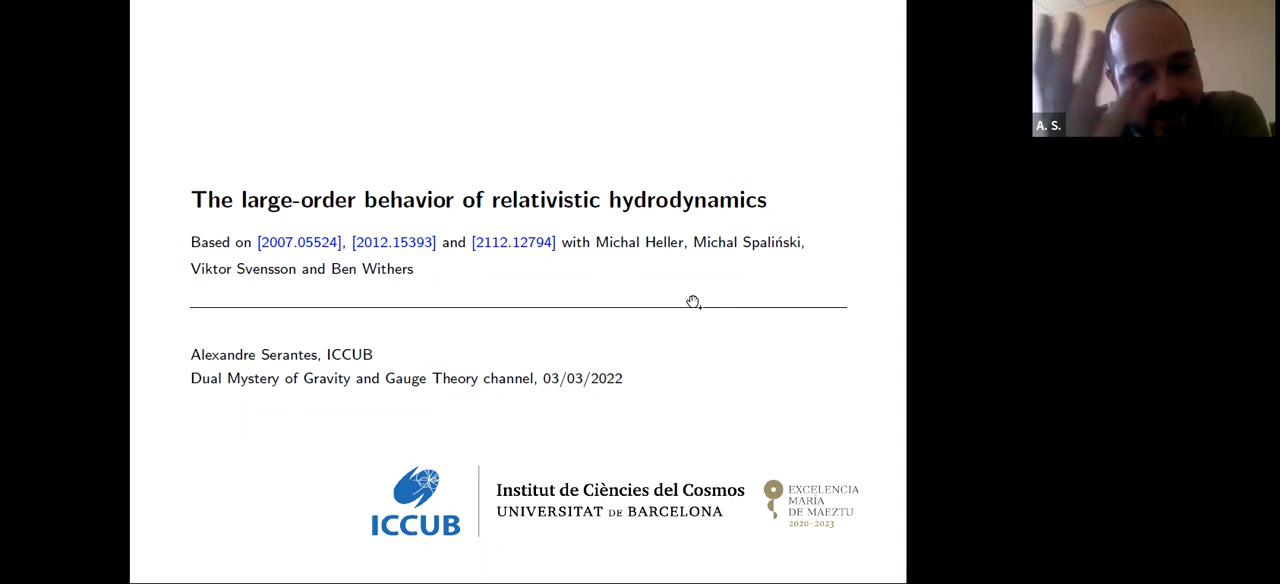 The large-order behavior of relativistic hydrodynamics
Based on [2007.05524], [2012.15393] and [2112.12794] with Michal Heller, Michal Spaliński,
Viktor Svensson and Ben Withers
Alexandre Serantes, ICCUB
Dual Mystery of Gravity and Gauge Theory channel, 03/03/2022
ICCUB
Institut de Ciències del Cosmos
UNIVERSITAT DE BARCELONA
EXCELENCIA
MARÍA
DE MAEZTU
2020-2023
A. S.